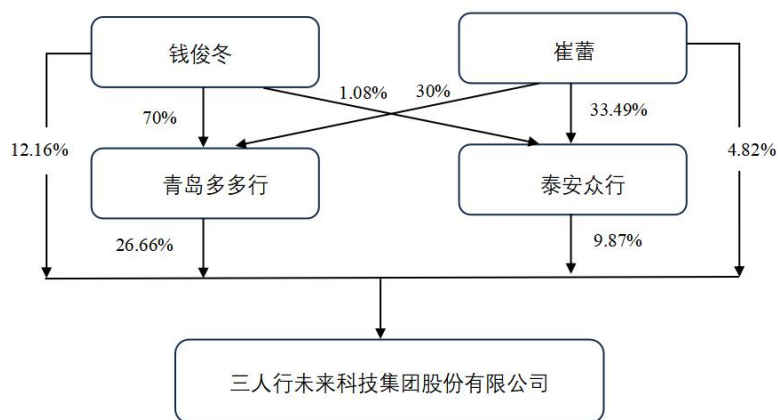 钱俊冬
崔蕾
1.08%
30%
70%
33.49%
12.16%
4.82%
青岛多多行
泰安众行
26.66%
9.87%
三人行未来科技集团股份有限公司